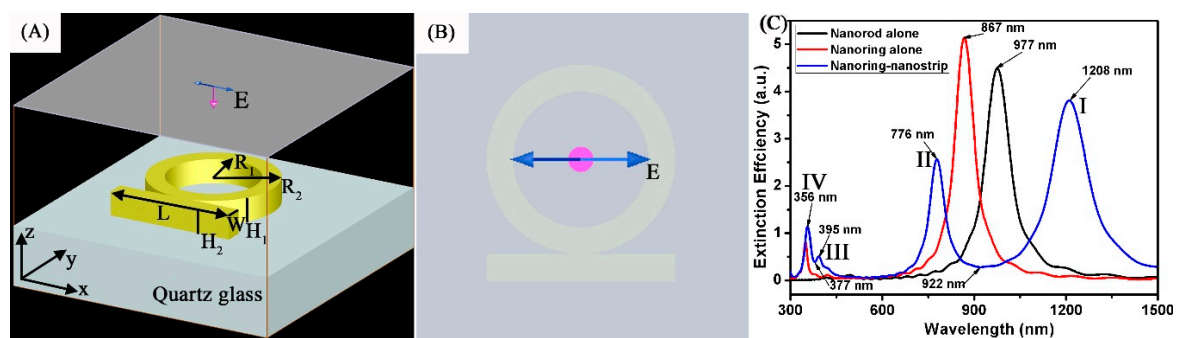 (A)
E
R1
R2
L
W
H1
H2
z
y
x
Quartz glass
(B)
E
(C)
Extinction Effciency (a.u.)
5
4
3
2
1
0
Nanorod alone
Nanoring alone
Nanoring-nanostrip
867 nm
977 nm
1208 nm
I
776 nm
II
IV
356 nm
395 nm
III
377 nm
922 nm
300
600
900
1200
1500
Wavelength (nm)